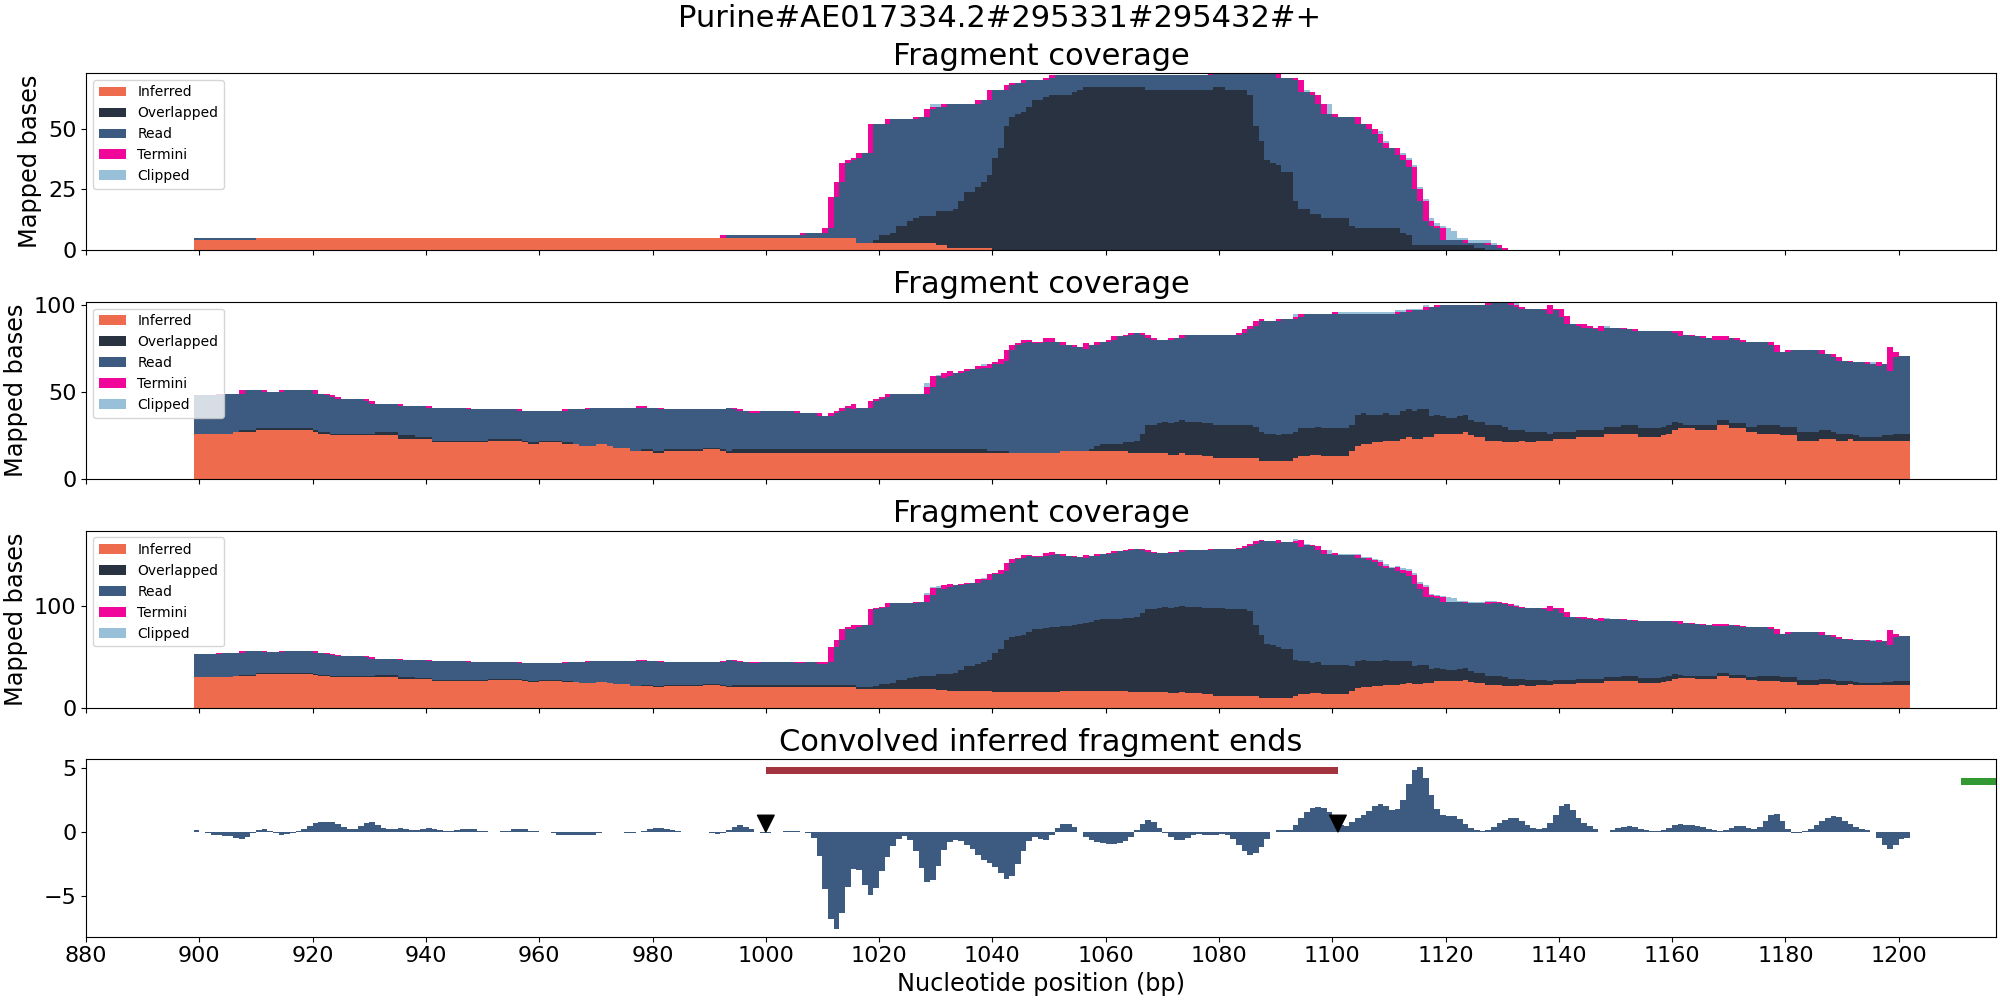 Purine#AE017334.2#295331#295432#+
Fragment coverage
Mapped bases
50
25
0
Inferred
Overlapped
Read
Termini
Clipped
Fragment coverage
Mapped bases
100
50
0
Inferred
Overlapped
Read
Termini
Clipped
Fragment coverage
Mapped bases
100
0
Inferred
Overlapped
Read
Termini
Clipped
Convolved inferred fragment ends
5
0
−5
880 900 920 940 960 980 1000 1020 1040 1060 1080 1100 1120 1140 1160 1180 1200
Nucleotide position (bp)